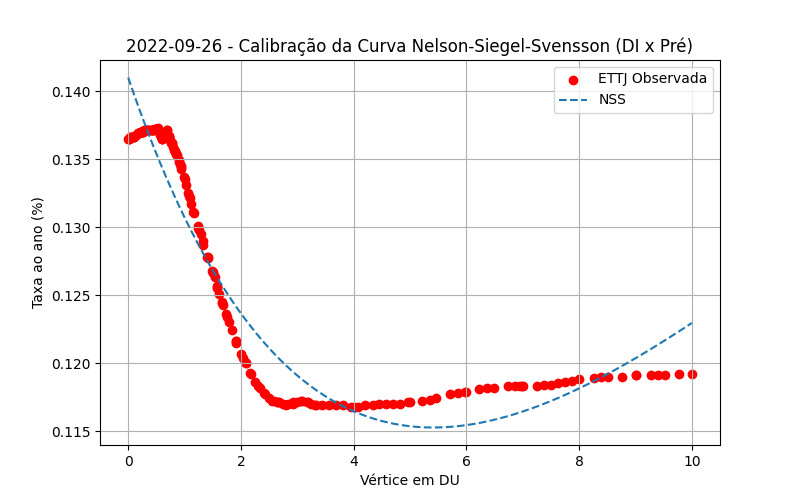 2022-09-26 - Calibração da Curva Nelson-Siegel-Svensson (DI x Pré)
ETTJ Observada
NSS
Taxa ao ano (%)
0.140
0.135
0.130
0.125
0.120
0.115
0 2 4 6 8 10
Vértice em DU